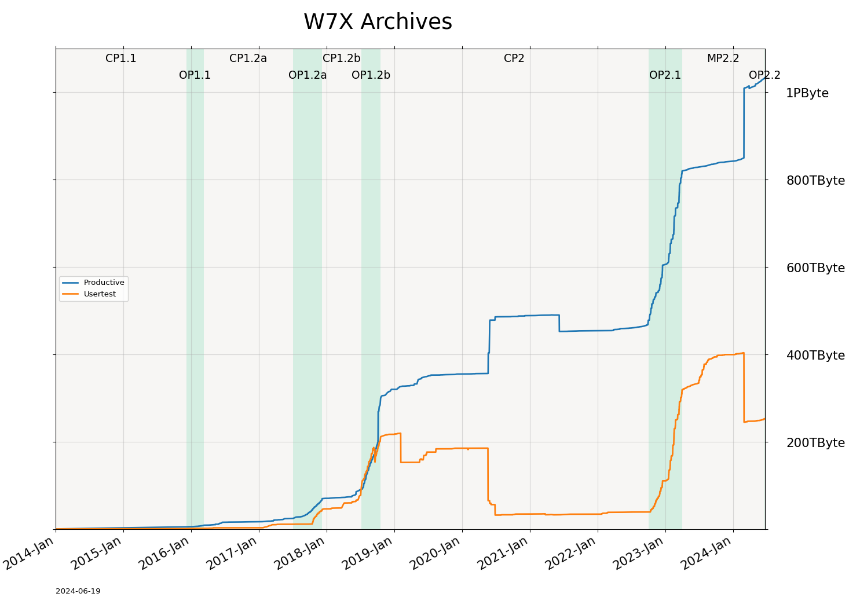 W7X Archives
CP1.1 CP1.2a CP1.2b CP2 MP2.2
OP1.1 OP1.2a OP1.2b OP2.1 OP2.2
1PByte
800TByte
600TByte
Productive
Usertest
400TByte
200TByte
2014-Jan 2015-Jan 2016-Jan 2017-Jan 2018-Jan 2019-Jan 2020-Jan 2021-Jan 2022-Jan 2023-Jan 2024-Jan
2024-06-19